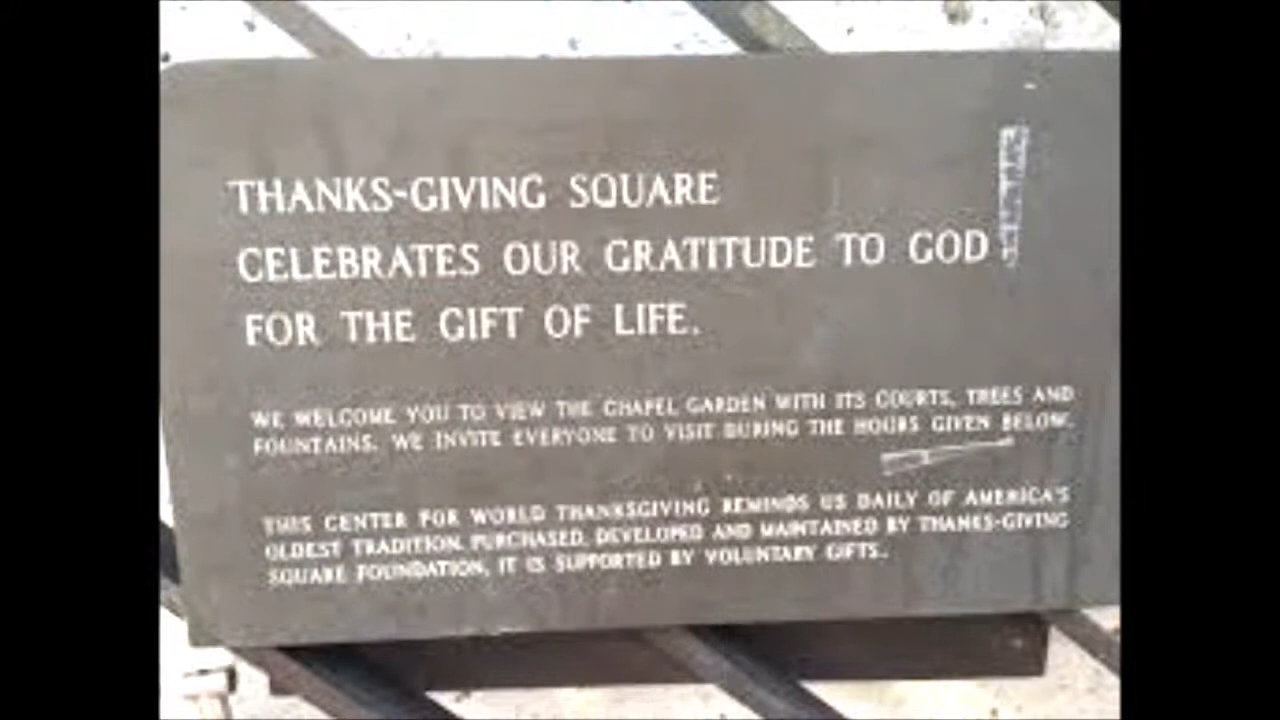 THANKS-GIVING SQUARE
CELEBRATES OUR GRATITUDE TO GOD
FOR THE GIFT OF LIFE.
WE WELCOME YOU TO VIEW THE CHAPEL GARDEN WITH ITS COURTS, TREES AND
FOUNTAINS. WE INVITE EVERYONE TO VISIT DURING THE HOURS GIVEN BELOW.
THIS CENTER FOR WORLD THANKSGIVING REMINDS US DAILY OF AMERICA'S
OLDEST TRADITION. PURCHASED, DEVELOPED AND MAINTAINED BY THANKS-GIVING
SQUARE FOUNDATION, IT IS SUPPORTED BY VOLUNTARY GIFTS.